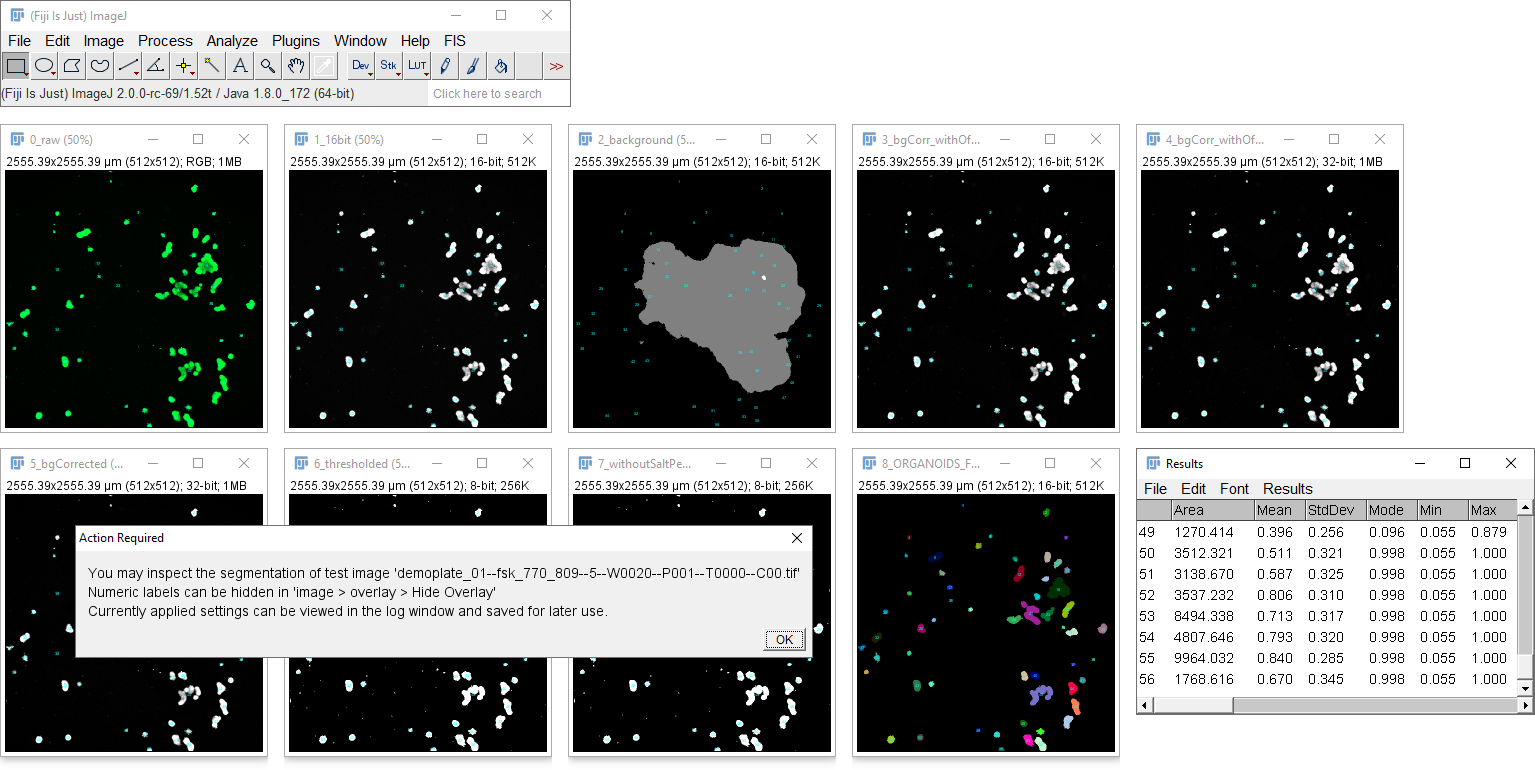 (Fiji Is Just) ImageJ
File Edit Image Process Analyze Plugins Window Help FIS
A Dev Stk LUT >>
(Fiji Is Just) ImageJ 2.0.0-rc-69/1.52t / Java 1.8.0_172 (64-bit) Click here to search
0_raw (50%)
2555.39x2555.39 µm (512x512); RGB; 1MB
1_16bit (50%)
2555.39x2555.39 µm (512x512); 16-bit; 512K
2_background (5...
2555.39x2555.39 µm (512x512); 16-bit; 512K
3_bgCorr_withOf...
2555.39x2555.39 µm (512x512); 16-bit; 512K
4_bgCorr_withOf...
2555.39x2555.39 µm (512x512); 32-bit; 1MB
5_bgCorrected (...
2555.39x2555.39 µm (512x512); 32-bit; 1MB
6_thresholded (5...
2555.39x2555.39 µm (512x512); 8-bit; 256K
7_withoutSaltPe...
2555.39x2555.39 µm (512x512); 8-bit; 256K
8_ORGANOIDS_F...
2555.39x2555.39 µm (512x512); 16-bit; 512K
Action Required
You may inspect the segmentation of test image 'demoplate_01--fsk_770_809--5--W0020--P001--T0000--C00.tif'
Numeric labels can be hidden in 'image > overlay > Hide Overlay'
Currently applied settings can be viewed in the log window and saved for later use.
OK
Results
File Edit Font Results
Area Mean StdDev Mode Min Max
49 1270.414 0.396 0.256 0.096 0.055 0.879
50 3512.321 0.511 0.321 0.998 0.055 1.000
51 3138.670 0.587 0.325 0.998 0.055 1.000
52 3537.232 0.806 0.310 0.998 0.055 1.000
53 8494.338 0.713 0.317 0.998 0.055 1.000
54 4807.646 0.793 0.320 0.998 0.055 1.000
55 9964.032 0.840 0.285 0.998 0.055 1.000
56 1768.616 0.670 0.345 0.998 0.055 1.000